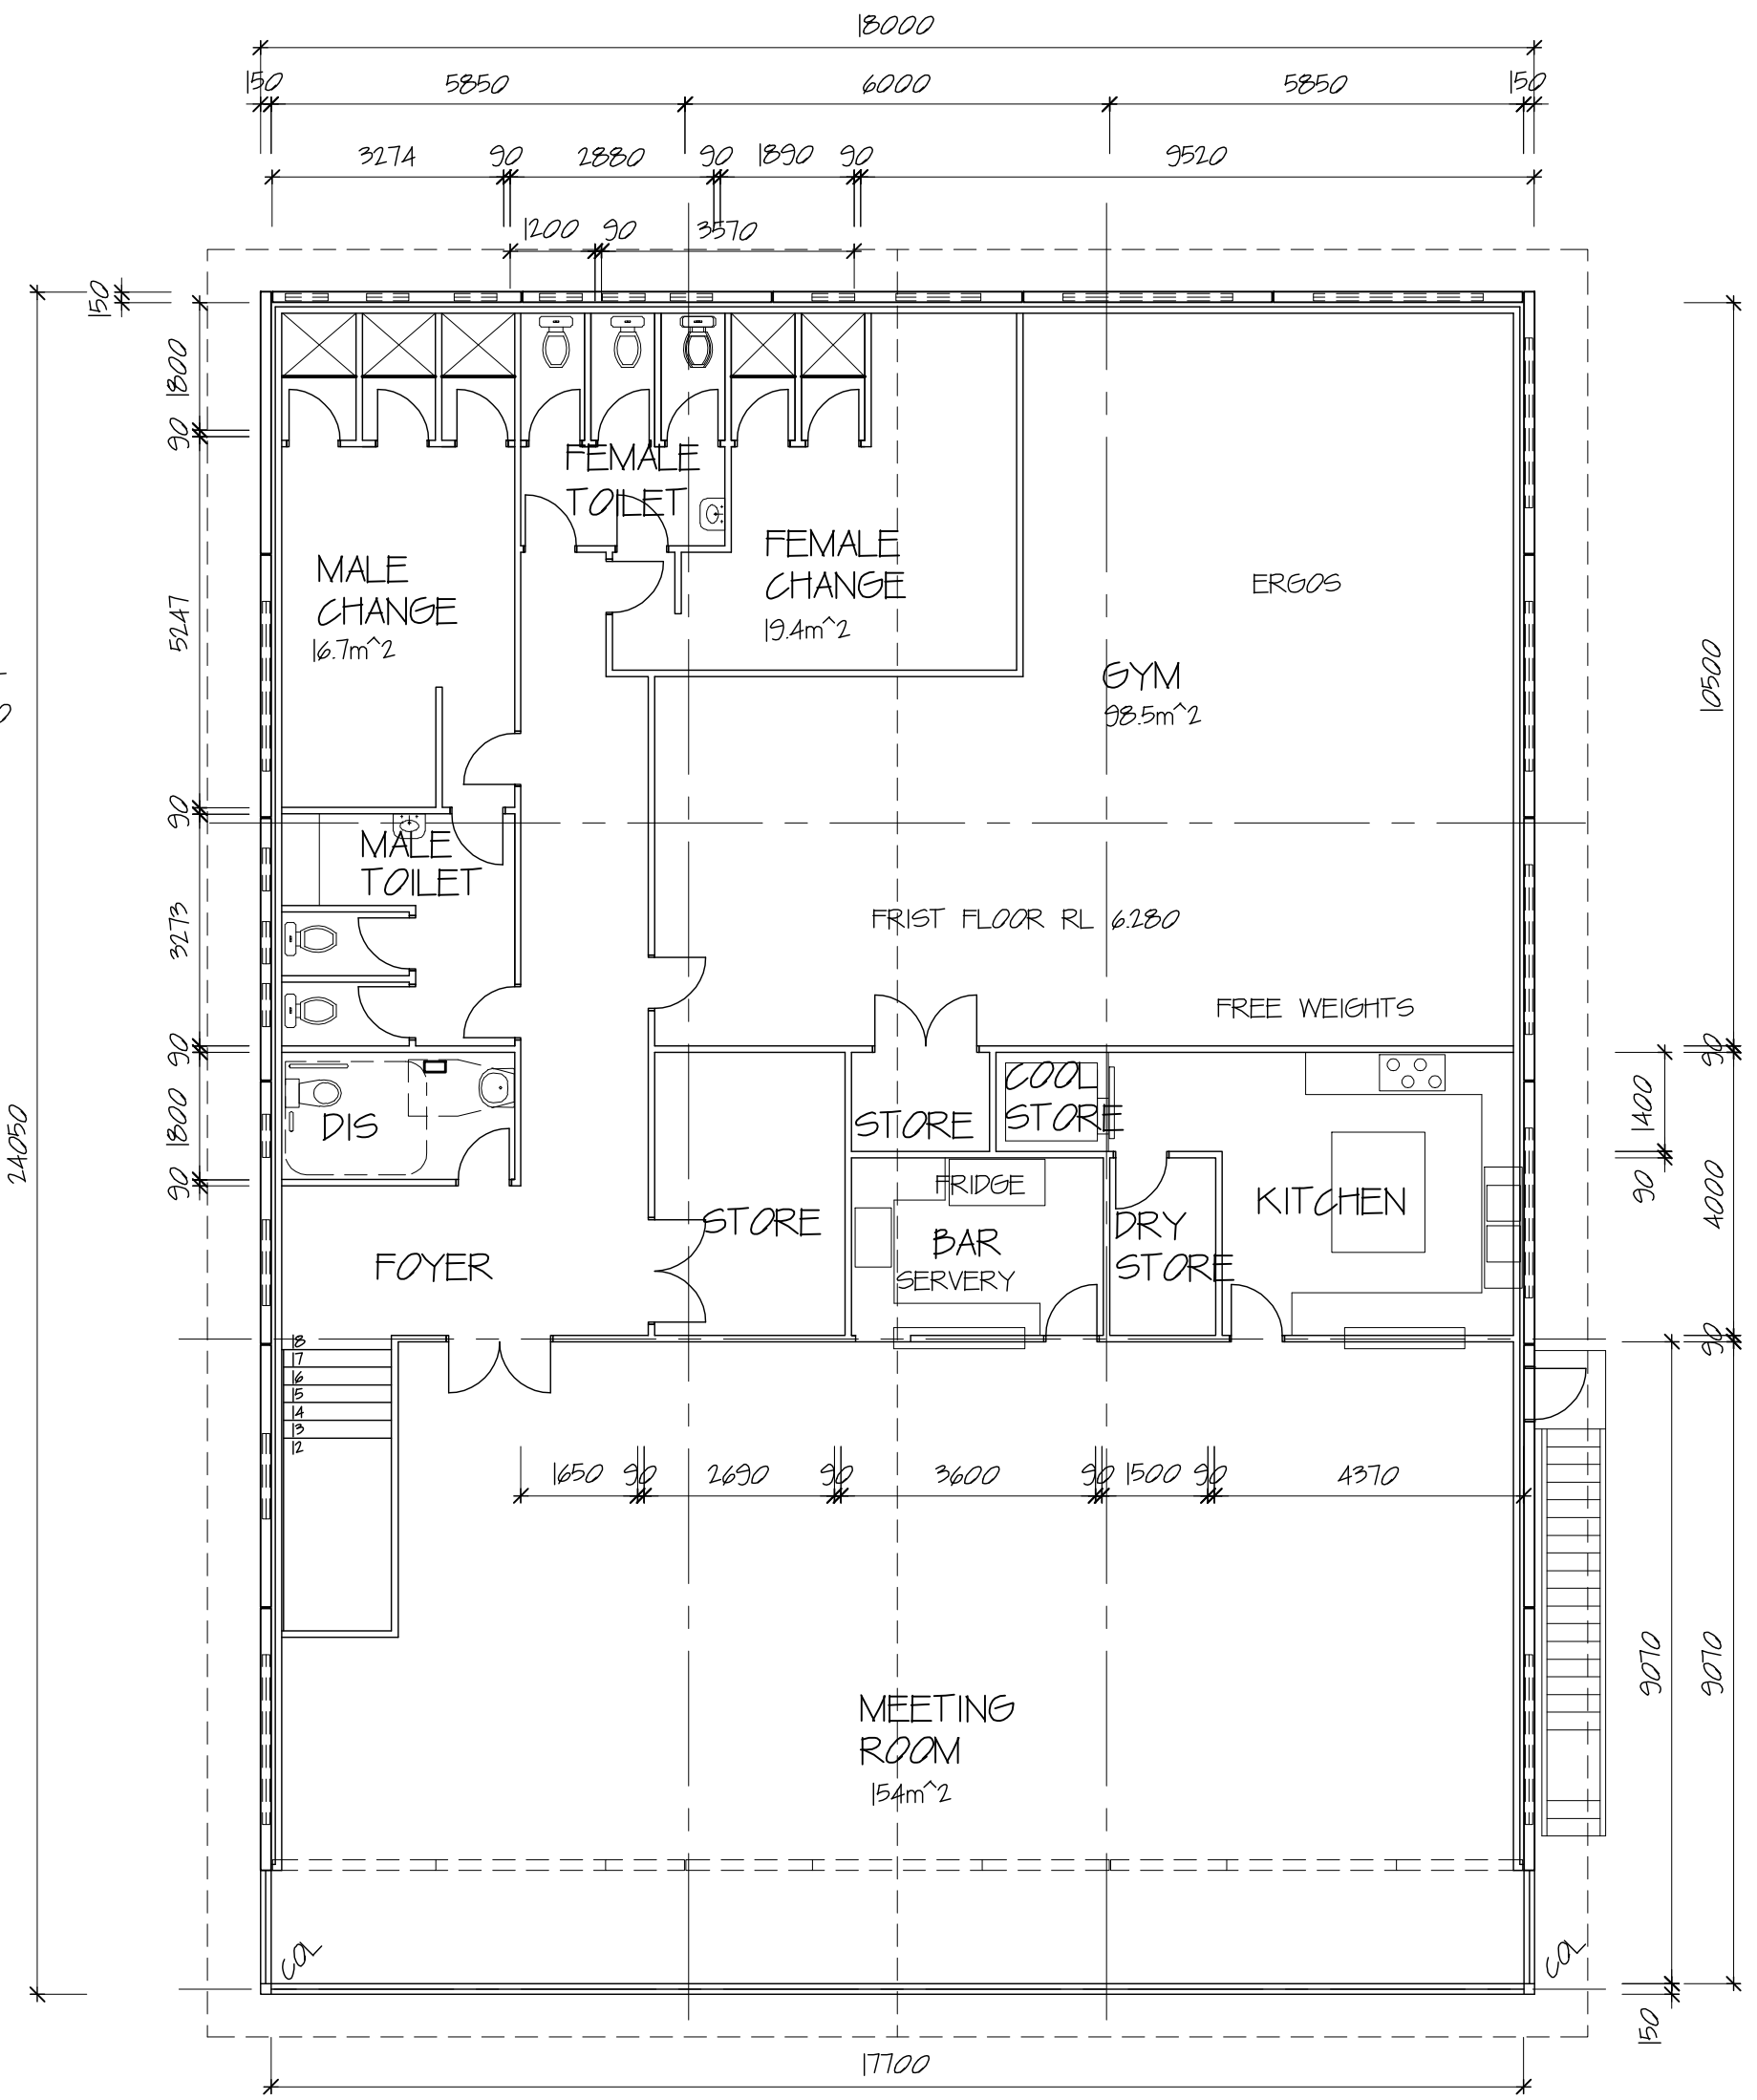 18000
150 5850 6000 5850 150
3274 90 2880 90 1890 90 9520
1200 90 3570
150
1800
90
5247
90
3273
90
1800
90
24050
FEMALE
TOILET
MALE
CHANGE
16.7m^2
FEMALE
CHANGE
19.4m^2
ERGOS
GYM
98.5m^2
10500
MALE
TOILET
FRIST FLOOR RL 6.280
FREE WEIGHTS
DIS
STORE
COOL
STORE
STORE
FRIDGE
BAR
SERVERY
DRY
STORE
KITCHEN
FOYER
90
1400
90
4000
90
18
17
16
15
14
13
12
1650 90 2690 90 3600 90 1500 90 4370
9070
9070
MEETING
ROOM
154m^2
COL
COL
150
17700